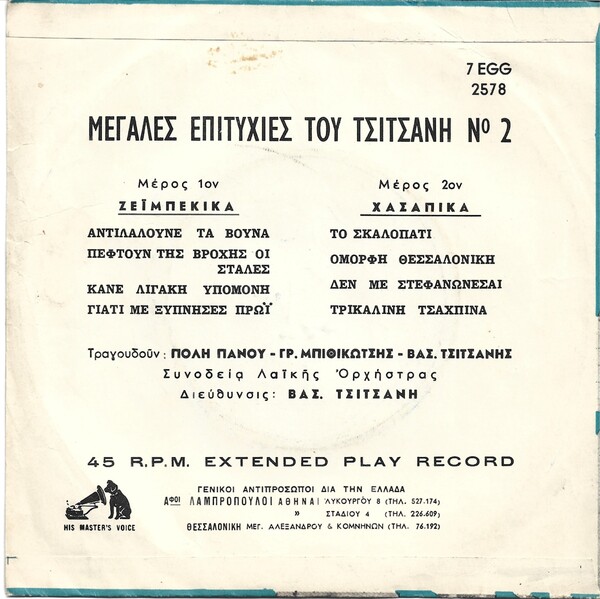 7 EGG
2578
ΜΕΓΑΛΕΣ ΕΠΙΤΥΧΙΕΣ ΤΟΥ ΤΣΙΤΣΑΝΗ Νº 2
Μέρος 1ον
ΖΕΪΜΠΕΚΙΚΑ
ΑΝΤΙΛΑΛΟΥΝΕ ΤΑ ΒΟΥΝΑ
ΠΕΦΤΟΥΝ ΤΗΣ ΒΡΟΧΗΣ ΟΙ
ΣΤΑΛΕΣ
ΚΑΝΕ ΛΙΓΑΚΗ ΥΠΟΜΟΝΗ
ΓΙΑΤΙ ΜΕ ΞΥΠΝΗΣΕΣ ΠΡΩΪ
Μέρος 2ον
ΧΑΣΑΠΙΚΑ
ΤΟ ΣΚΑΛΟΠΑΤΙ
ΟΜΟΡΦΗ ΘΕΣΣΑΛΟΝΙΚΗ
ΔΕΝ ΜΕ ΣΤΕΦΑΝΩΝΕΣΑΙ
ΤΡΙΚΑΛΙΝΗ ΤΣΑΧΠΙΝΑ
Τραγουδοῦν: ΠΟΛΗ ΠΑΝΟΥ - ΓΡ. ΜΠΙΘΙΚΩΤΣΗΣ - ΒΑΣ. ΤΣΙΤΣΑΝΗΣ
Συνοδείᾳ Λαϊκῆς Ὀρχήστρας
Διεύθυνσις: ΒΑΣ. ΤΣΙΤΣΑΝΗ
45 R.P.M. EXTENDED PLAY RECORD
HIS MASTER'S VOICE
ΓΕΝΙΚΟΙ ΑΝΤΙΠΡΟΣΩΠΟΙ ΔΙΑ ΤΗΝ ΕΛΛΑΔΑ
ΑΦΟΙ ΛΑΜΠΡΟΠΟΥΛΟΙ ΑΘΗΝΑΙ ΛΥΚΟΥΡΓΟΥ 8 (ΤΗΛ. 527.174)
» ΣΤΑΔΙΟΥ 4 (ΤΗΛ. 226.609)
ΘΕΣΣΑΛΟΝΙΚΗ ΜΕΓ. ΑΛΕΞΑΝΔΡΟΥ & ΚΟΜΝΗΝΩΝ (ΤΗΛ. 76.192)